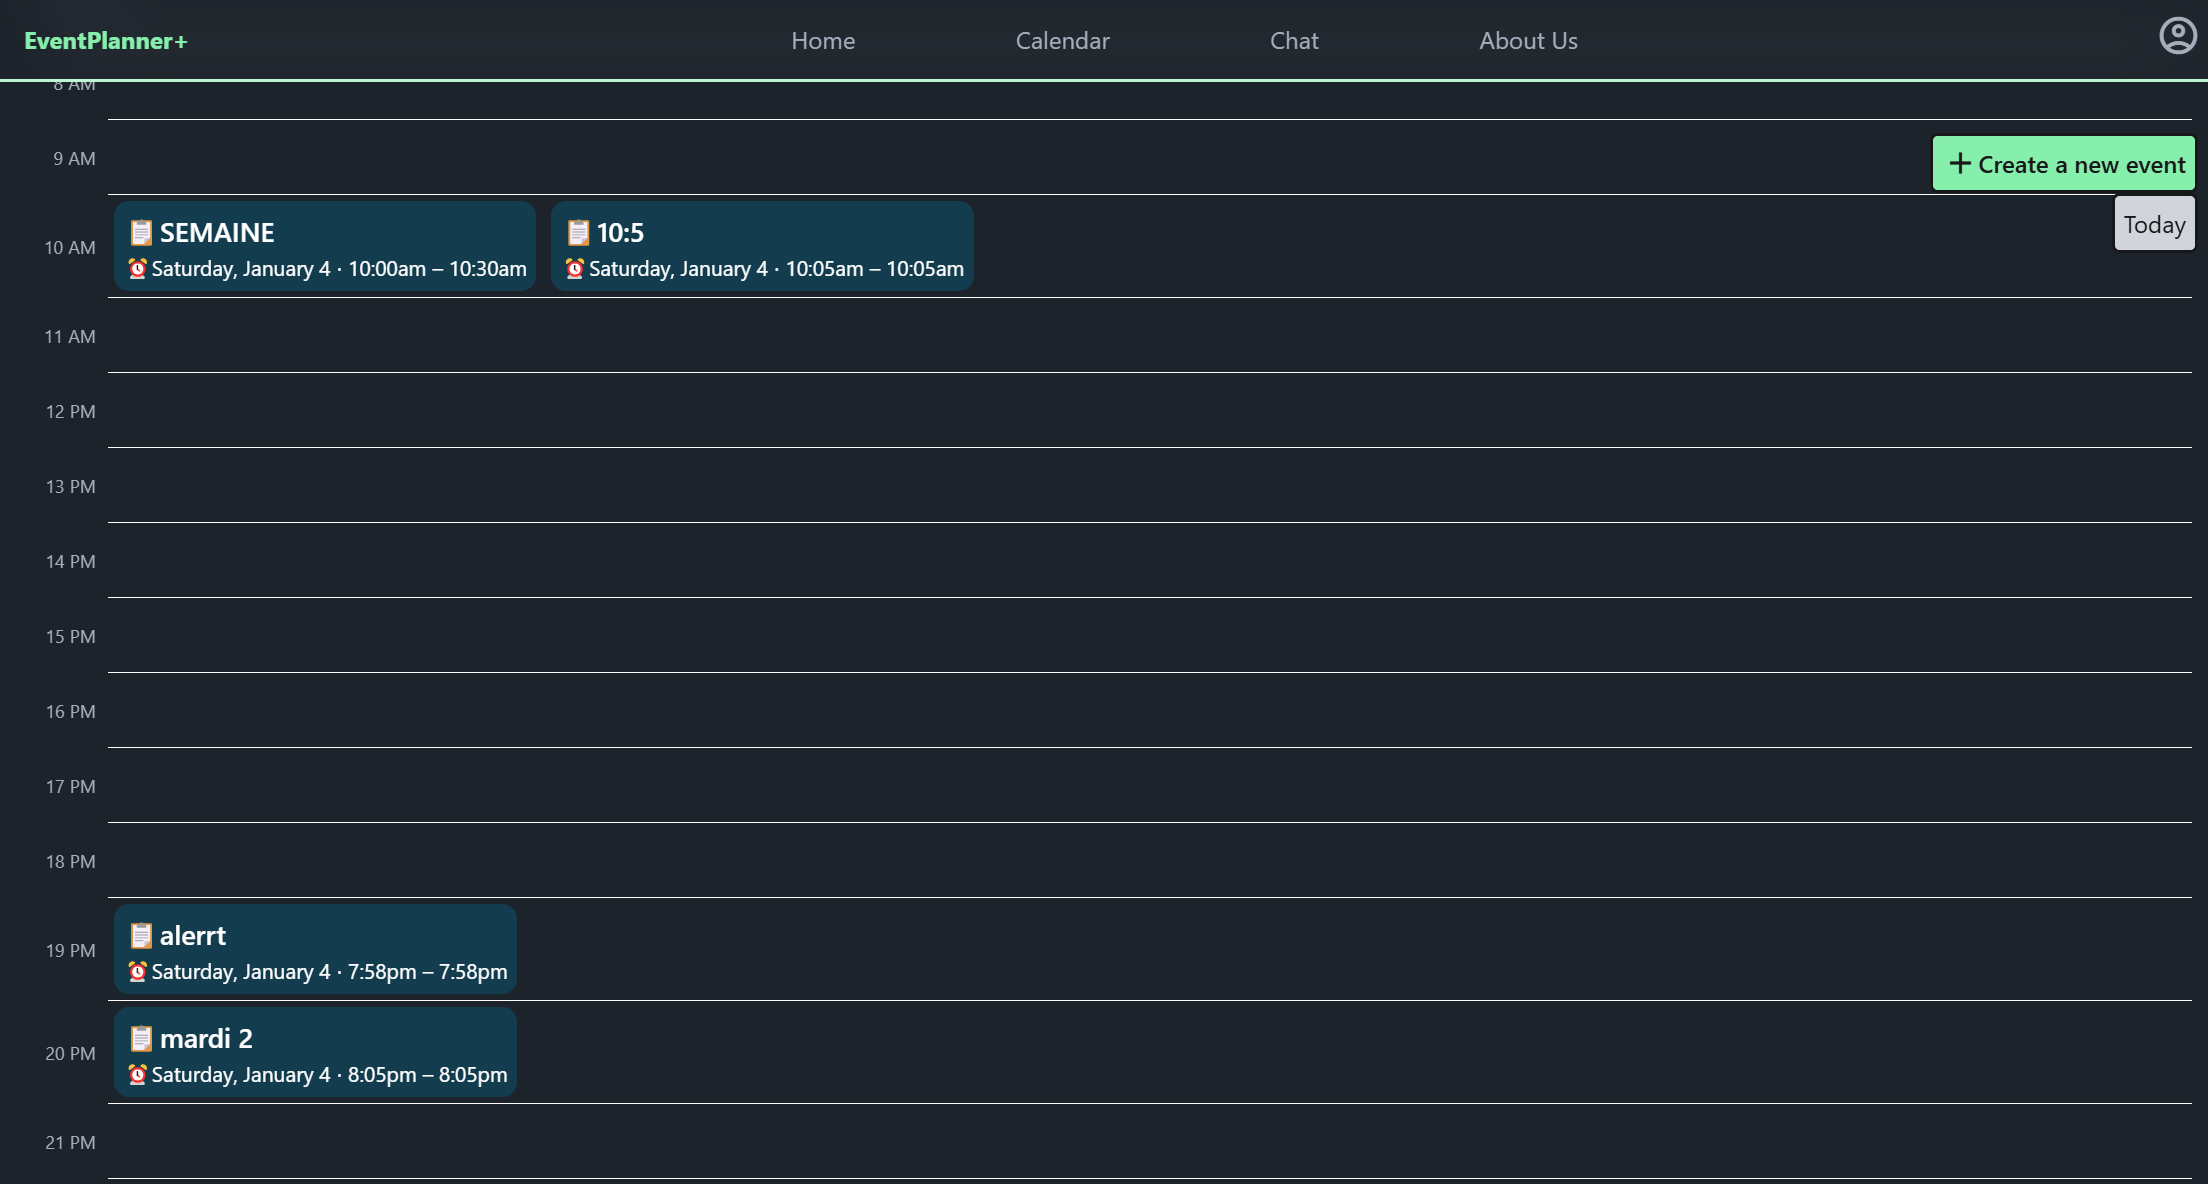 EventPlanner+ Home Calendar Chat About Us
8 AM
9 AM
+ Create a new event
Today
10 AM
SEMAINE
Saturday, January 4 · 10:00am – 10:30am
10:5
Saturday, January 4 · 10:05am – 10:05am
11 AM
12 PM
13 PM
14 PM
15 PM
16 PM
17 PM
18 PM
19 PM
alerrt
Saturday, January 4 · 7:58pm – 7:58pm
20 PM
mardi 2
Saturday, January 4 · 8:05pm – 8:05pm
21 PM